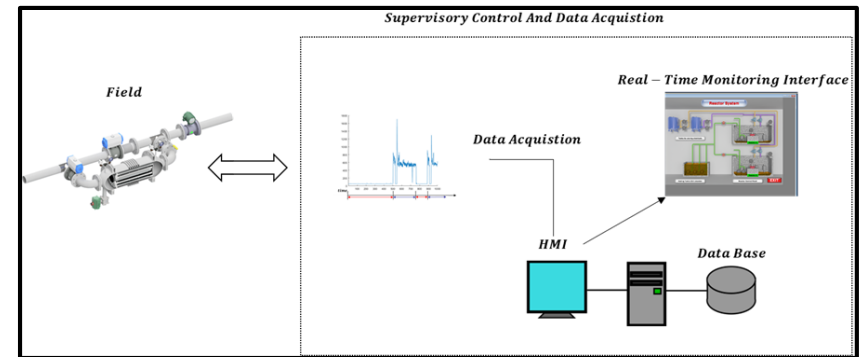 Supervisory Control And Data Acquistion
Field
Real – Time Monitoring Interface
Data Acquistion
HMI
Data Base